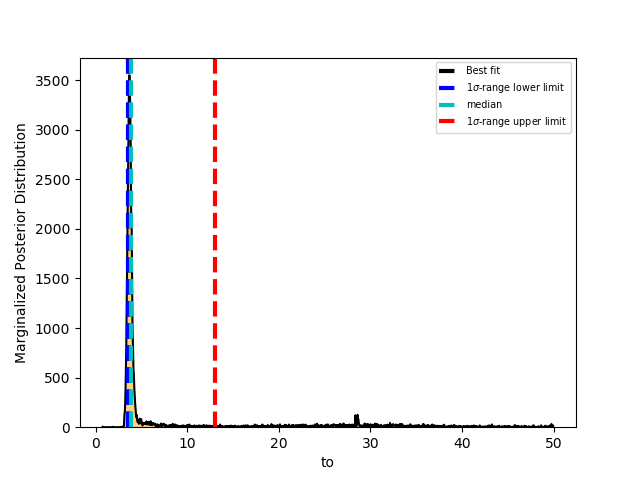 Marginalized Posterior Distribution
3500
3000
2500
2000
1500
1000
500
0
0 10 20 30 40 50
to
Best fit
1σ-range lower limit
median
1σ-range upper limit